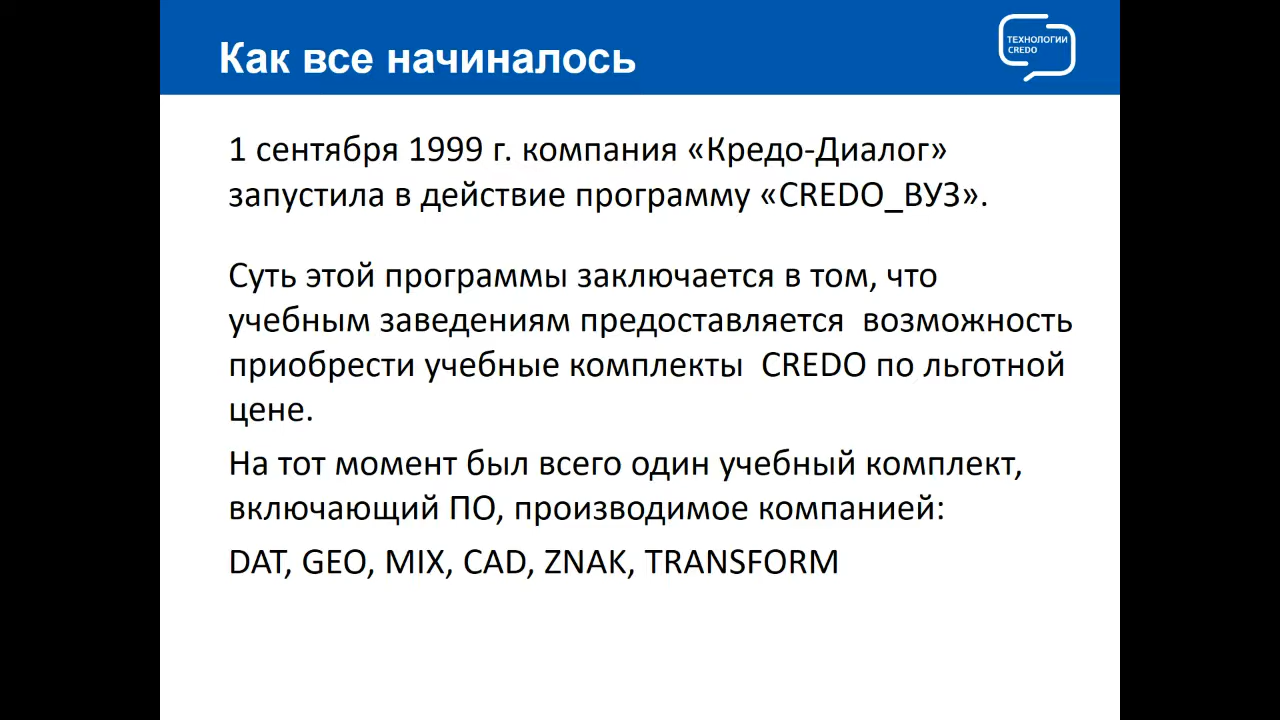 Как все начиналось
ТЕХНОЛОГИИ
CREDO
1 сентября 1999 г. компания «Кредо-Диалог»
запустила в действие программу «CREDO_ВУЗ».
Суть этой программы заключается в том, что
учебным заведениям предоставляется  возможность
приобрести учебные комплекты  CREDO по льготной
цене.
На тот момент был всего один учебный комплект,
включающий ПО, производимое компанией:
DAT, GEO, MIX, CAD, ZNAK, TRANSFORM